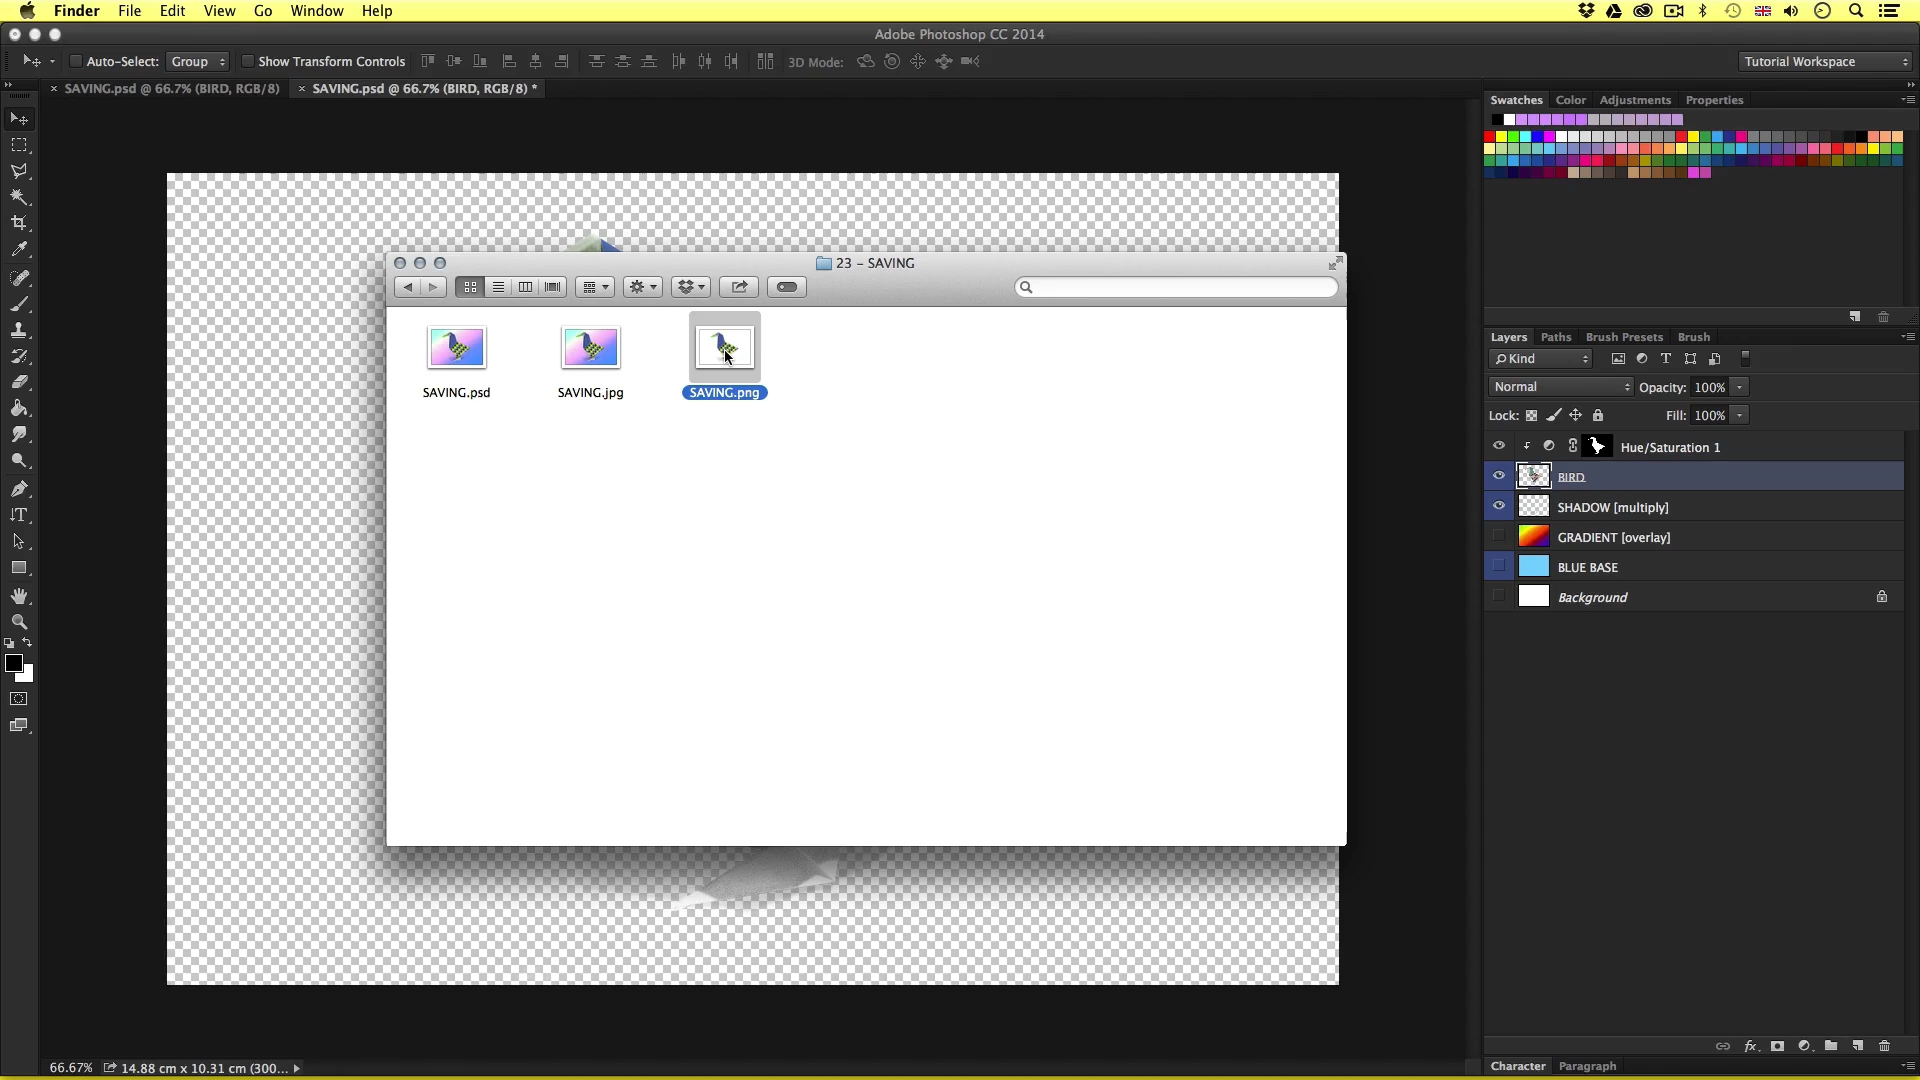 Finder File Edit View Go Window Help
Adobe Photoshop CC 2014
Auto-Select: Group Show Transform Controls 3D Mode: Tutorial Workspace
× SAVING.psd @ 66.7% (BIRD, RGB/8) × SAVING.psd @ 66.7% (BIRD, RGB/8) *
Swatches Color Adjustments Properties
23 – SAVING
SAVING.psd SAVING.jpg SAVING.png
Layers Paths Brush Presets Brush
Kind
Normal Opacity: 100%
Lock: Fill: 100%
Hue/Saturation 1
BIRD
SHADOW [multiply]
GRADIENT [overlay]
BLUE BASE
Background
66.67% 14.88 cm x 10.31 cm (300...
Character Paragraph